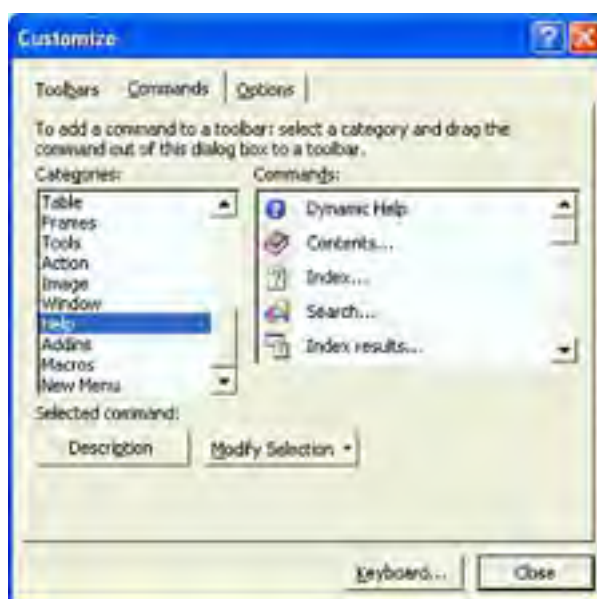 Customize
Toolbars Commands Options
To add a command to a toolbar: select a category and drag the
command out of this dialog box to a toolbar.
Categories: Commands:
Table
Frames
Tools
Action
Image
Window
Help
Addins
Macros
New Menu
Dynamic Help
Contents...
Index...
Search...
Index results...
Selected command:
Description Modify Selection
Keyboard... Close